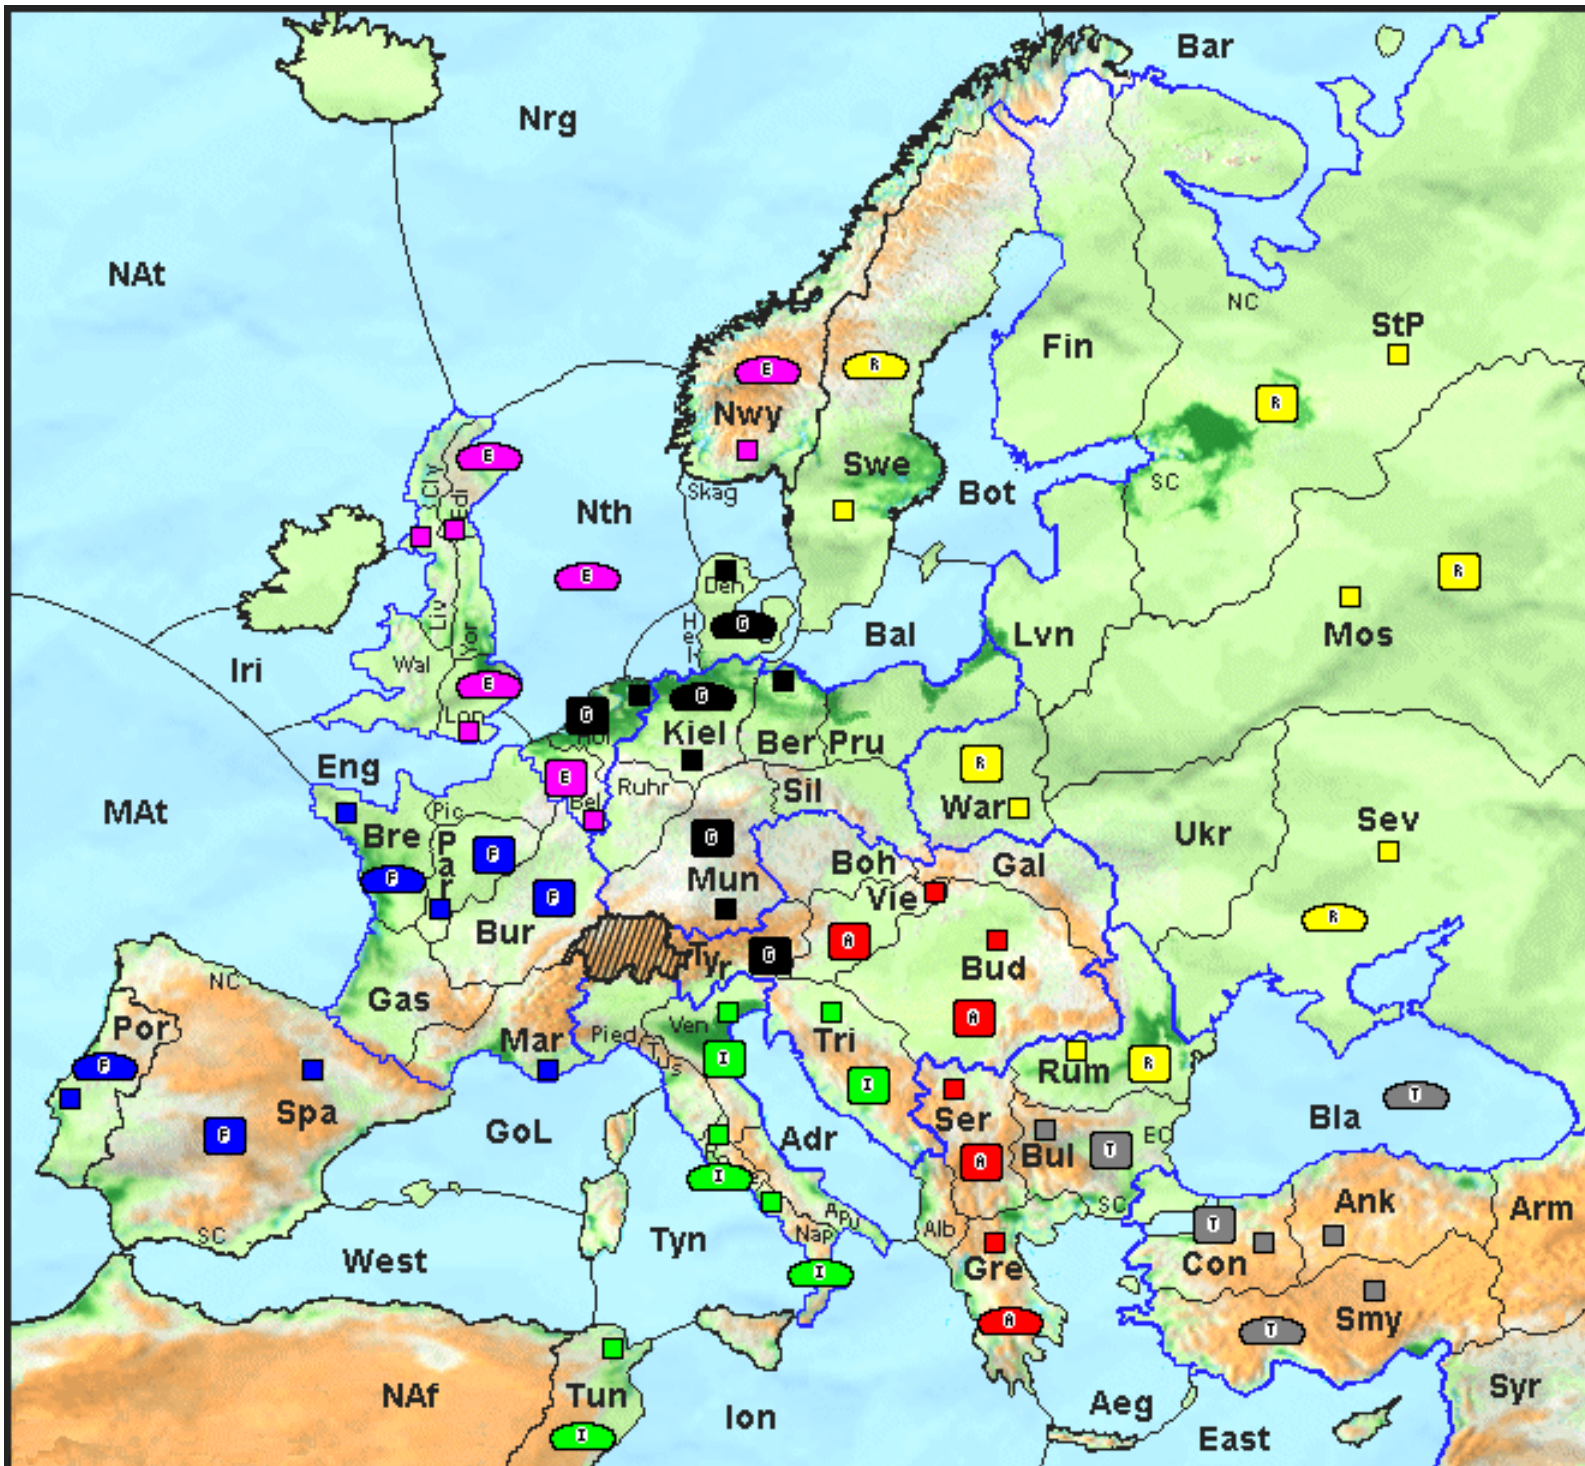 Bar
Nrg
NAt
NC
StP
Fin
E
R
R
Nwy
E
Swe
Cly
Edi
SC
Skag
Bot
Nth
R
E
Den
Mos
G
Hel
Bal
Lvn
Liv
Yor
Wal
Iri
E
G
G
Lon
Hol
Kiel
Ber
Pru
Eng
E
R
Ruhr
Sil
Bel
War
MAt
Pic
Bre
Par
F
G
Ukr
Sev
Boh
Gal
F
F
Mun
Vie
R
Bur
A
G
Tyr
Bud
NC
Gas
Por
A
Ven
Pied
Mar
Tri
Tus
I
F
I
Rum
R
Spa
Ser
Bla
T
F
GoL
Adr
Bul
T
EC
A
Ro
I
SC
Ank
Arm
Apu
Nap
Alb
T
SC
Tyn
West
Con
Gre
I
A
T
Smy
NAf
Tun
Ion
Aeg
Syr
I
East